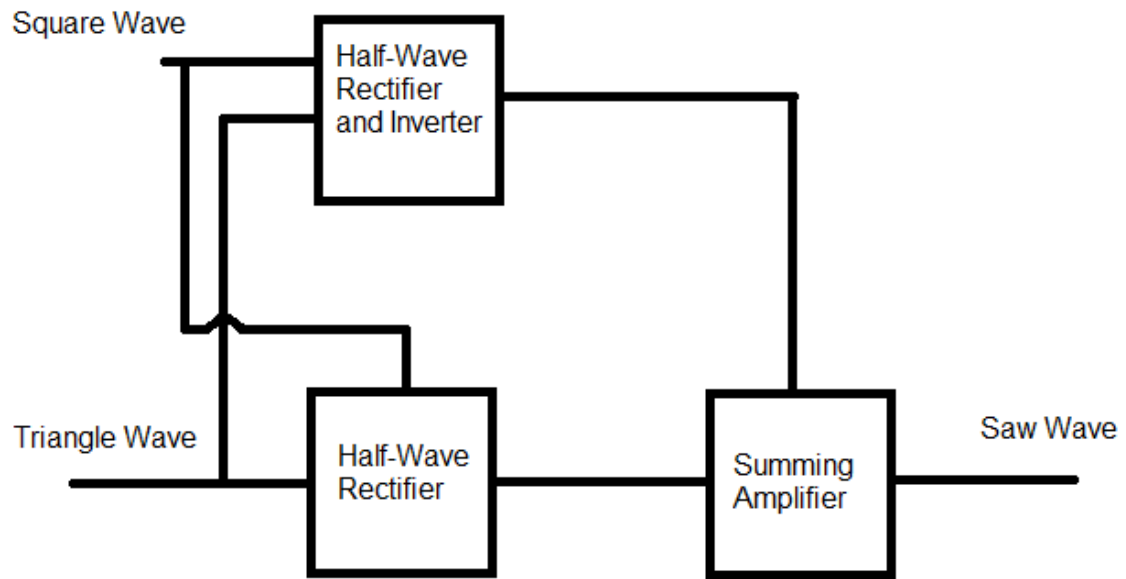 Square Wave
Half-Wave
Rectifier
and Inverter
Triangle Wave
Half-Wave
Rectifier
Summing
Amplifier
Saw Wave